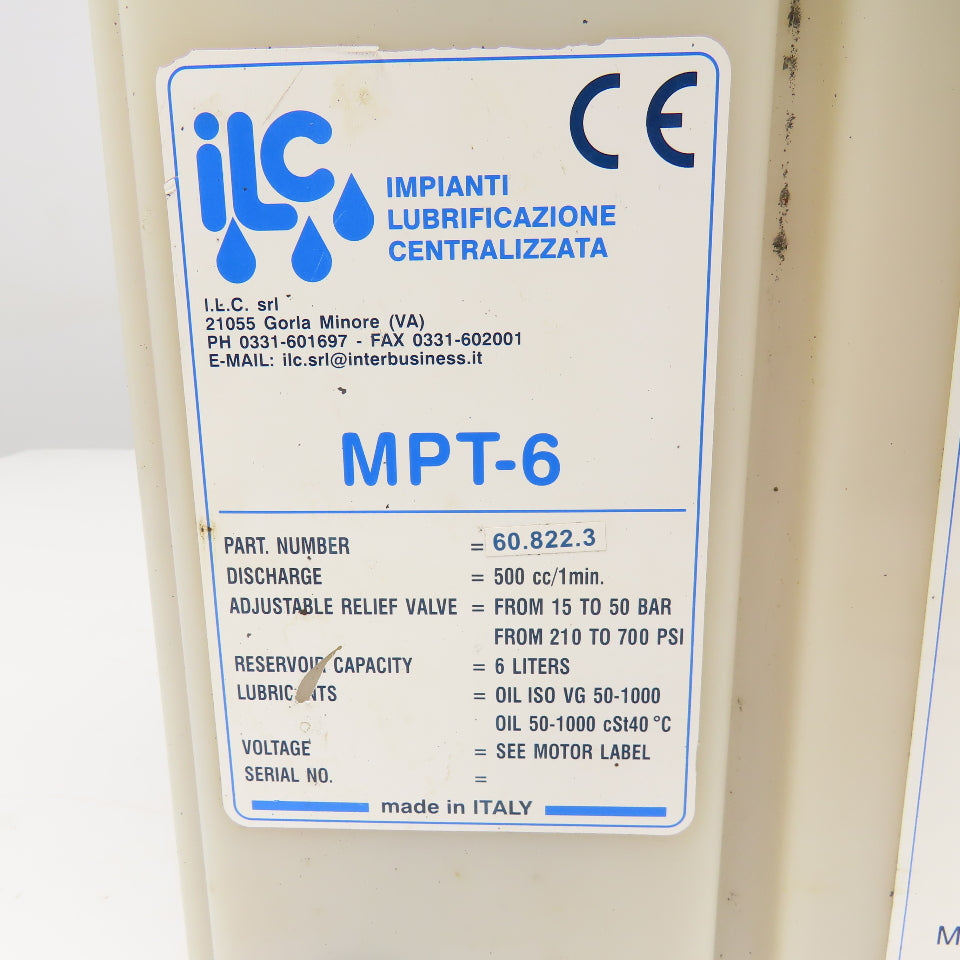 CE
iLC
IMPIANTI
LUBRIFICAZIONE
CENTRALIZZATA
I.L.C. srl
21055 Gorla Minore (VA)
PH 0331-601697 - FAX 0331-602001
E-MAIL: ilc.srl@interbusiness.it
MPT-6
PART. NUMBER = 60.822.3
DISCHARGE = 500 cc/1min.
ADJUSTABLE RELIEF VALVE = FROM 15 TO 50 BAR
FROM 210 TO 700 PSI
RESERVOIR CAPACITY = 6 LITERS
LUBRICANTS = OIL ISO VG 50-1000
OIL 50-1000 cSt40 °C
VOLTAGE = SEE MOTOR LABEL
SERIAL NO. =
made in ITALY